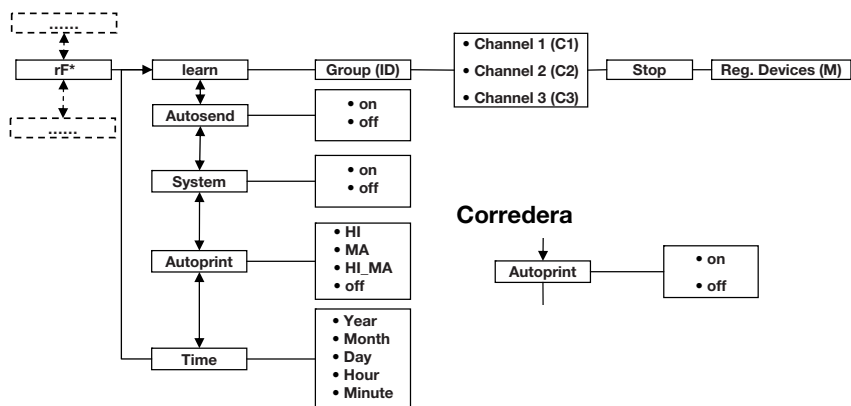 ......
rF*
......
learn
Group (ID)
• Channel 1 (C1)
• Channel 2 (C2)
• Channel 3 (C3)
Stop
Reg. Devices (M)
Autosend
• on
• off
System
• on
• off
Autoprint
• HI
• MA
• HI_MA
• off
Time
• Year
• Month
• Day
• Hour
• Minute
Corredera
Autoprint
• on
• off